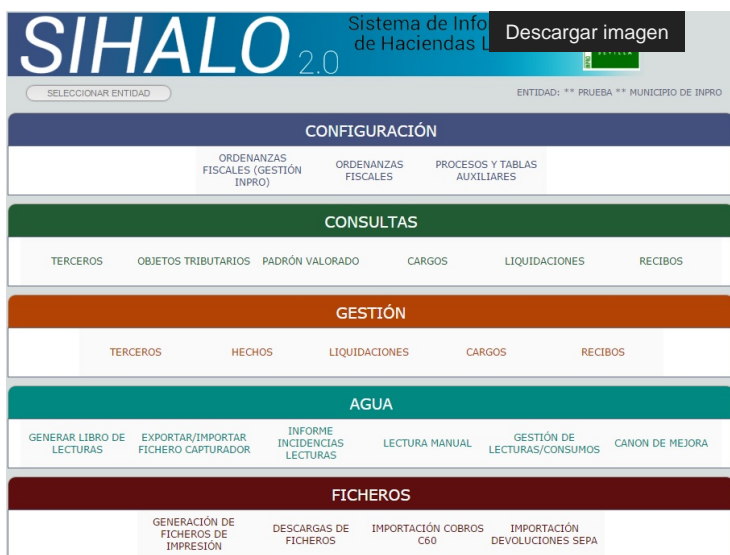 SIHALO 2.0
Sistema de Info
de Haciendas L
Descargar imagen
SEVILLA
SELECCIONAR ENTIDAD
ENTIDAD: ** PRUEBA ** MUNICIPIO DE INPRO
CONFIGURACIÓN
ORDENANZAS
FISCALES (GESTIÓN
INPRO)
ORDENANZAS
FISCALES
PROCESOS Y TABLAS
AUXILIARES
CONSULTAS
TERCEROS
OBJETOS TRIBUTARIOS
PADRÓN VALORADO
CARGOS
LIQUIDACIONES
RECIBOS
GESTIÓN
TERCEROS
HECHOS
LIQUIDACIONES
CARGOS
RECIBOS
AGUA
GENERAR LIBRO DE
LECTURAS
EXPORTAR/IMPORTAR
FICHERO CAPTURADOR
INFORME
INCIDENCIAS
LECTURAS
LECTURA MANUAL
GESTIÓN DE
LECTURAS/CONSUMOS
CANON DE MEJORA
FICHEROS
GENERACIÓN DE
FICHEROS DE
IMPRESIÓN
DESCARGAS DE
FICHEROS
IMPORTACIÓN COBROS
C60
IMPORTACIÓN
DEVOLUCIONES SEPA